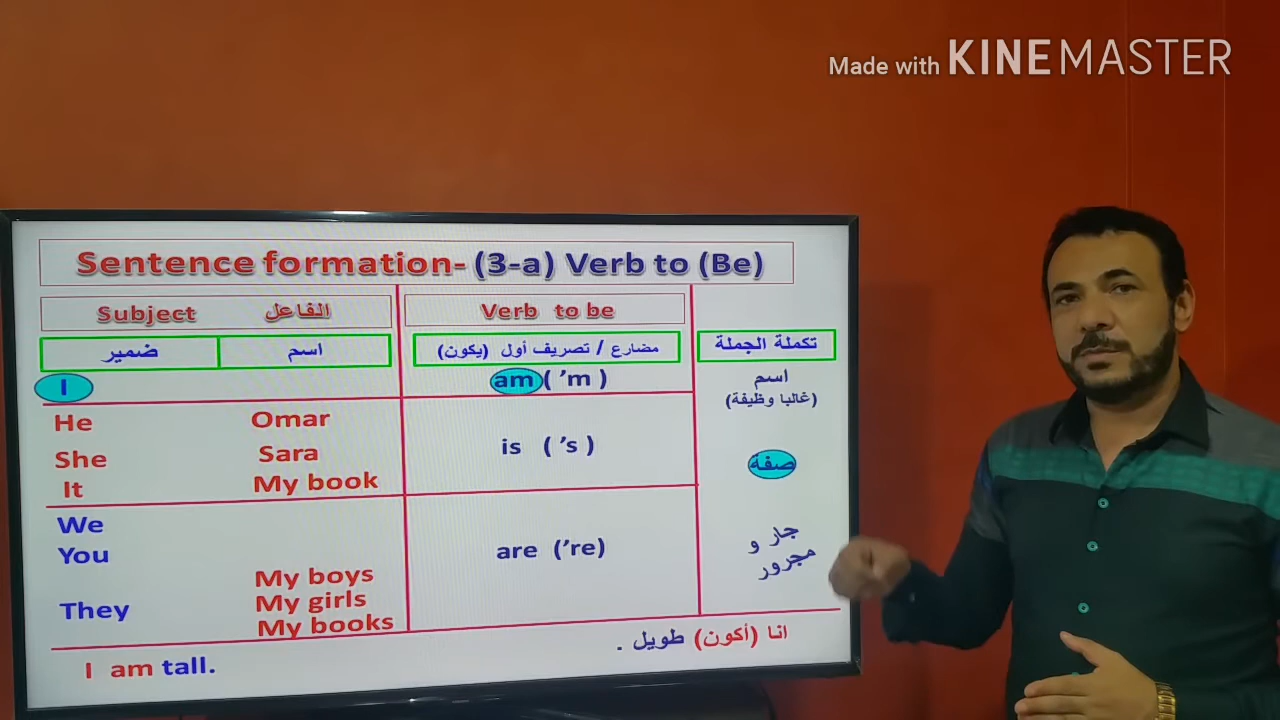 Made with KINEMASTER
Sentence formation- (3-a) Verb to (Be)
Subject الفاعل Verb to be
ضمير اسم مضارع / تصريف أول (يكون) تكملة الجملة
I am ( ’m ) اسم
(غالبا وظيفة)
He Omar
She Sara is ( ’s ) صفة
It My book
We
You are (’re) جار و
مجرور
My boys
They My girls
My books
انا (أكون) طويل .
I am tall.